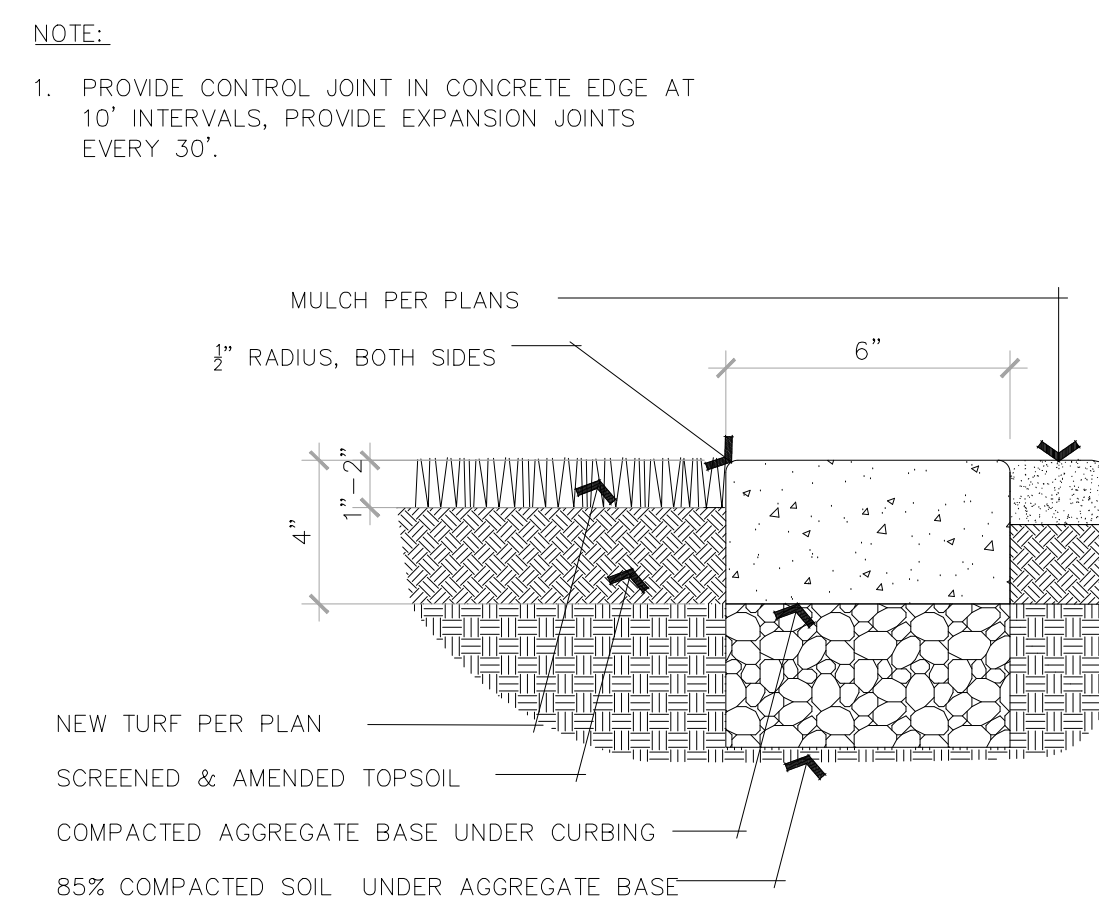 NOTE:
1. PROVIDE CONTROL JOINT IN CONCRETE EDGE AT
10' INTERVALS, PROVIDE EXPANSION JOINTS
EVERY 30'.
MULCH PER PLANS
½" RADIUS, BOTH SIDES
6"
1"-2"
4"
NEW TURF PER PLAN
SCREENED & AMENDED TOPSOIL
COMPACTED AGGREGATE BASE UNDER CURBING
85% COMPACTED SOIL UNDER AGGREGATE BASE